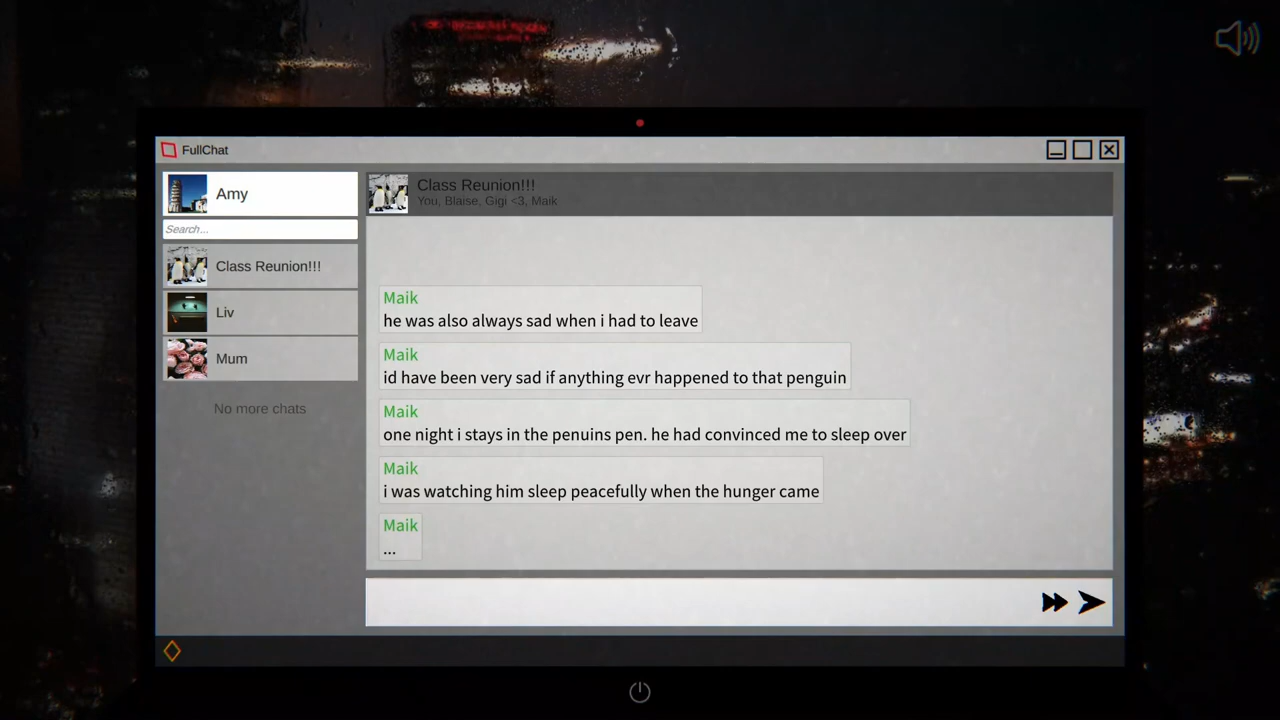 FullChat
Amy
Search...
Class Reunion!!!
Liv
Mum
No more chats
Class Reunion!!!
You, Blaise, Gigi <3, Maik
Maik
he was also always sad when i had to leave
Maik
id have been very sad if anything evr happened to that penguin
Maik
one night i stays in the penuins pen. he had convinced me to sleep over
Maik
i was watching him sleep peacefully when the hunger came
Maik
...